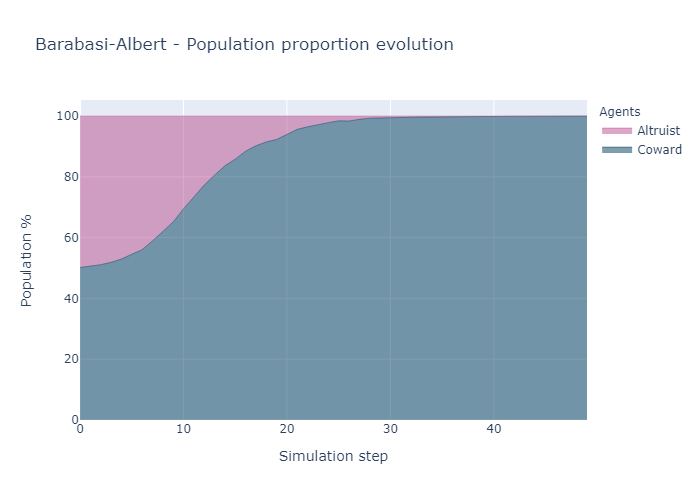 Barabasi-Albert - Population proportion evolution
Agents
Altruist
Coward
Population %
100
80
60
40
20
0
0 10 20 30 40
Simulation step